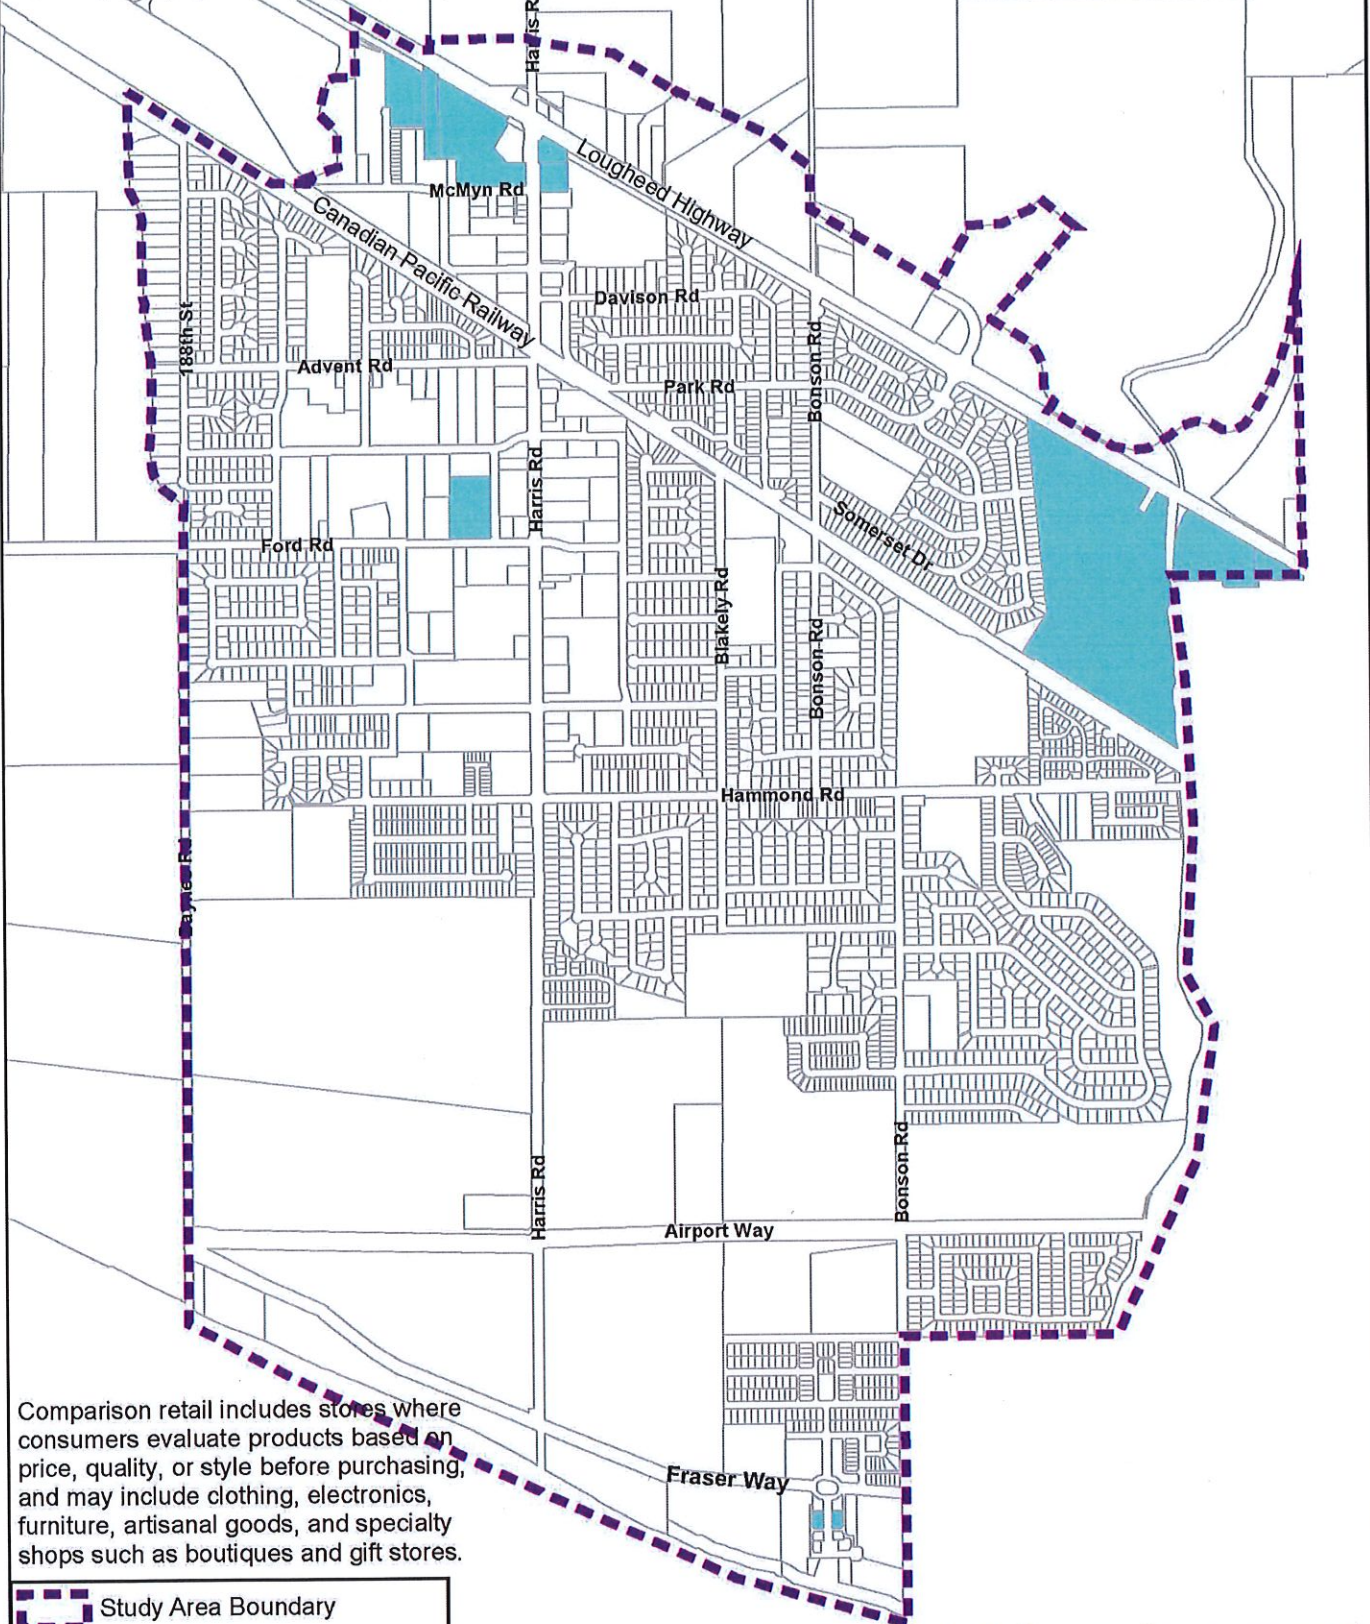 Harris R
Lougheed Highway
McMyn Rd
Canadian Pacific Railway
Davison Rd
188th St
Bonson Rd
Advent Rd
Park Rd
Harris Rd
Somerset Dr
Ford Rd
Blakely Rd
Bonson Rd
Hammond Rd
Baynes Rd
Bonson Rd
Harris Rd
Airport Way
Comparison retail includes stores where
consumers evaluate products based on
price, quality, or style before purchasing,
and may include clothing, electronics,
furniture, artisanal goods, and specialty
shops such as boutiques and gift stores.
Fraser Way
Study Area Boundary